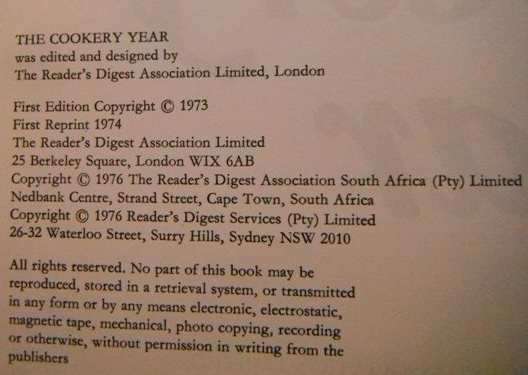 THE COOKERY YEAR
was edited and designed by
The Reader's Digest Association Limited, London
First Edition Copyright © 1973
First Reprint 1974
The Reader's Digest Association Limited
25 Berkeley Square, London WIX 6AB
Copyright © 1976 The Reader's Digest Association South Africa (Pty) Limited
Nedbank Centre, Strand Street, Cape Town, South Africa
Copyright © 1976 Reader's Digest Services (Pty) Limited
26-32 Waterloo Street, Surry Hills, Sydney NSW 2010
All rights reserved. No part of this book may be
reproduced, stored in a retrieval system, or transmitted
in any form or by any means electronic, electrostatic,
magnetic tape, mechanical, photo copying, recording
or otherwise, without permission in writing from the
publishers